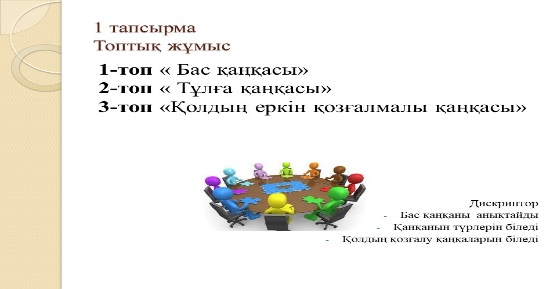 1 тапсырма
Топтық жұмыс
1-топ « Бас қаңқасы»
2-топ « Тұлға қаңқасы»
3-топ «Қолдың еркін қозғалмалы қаңқасы»
Дискриптор
- Бас қаңқаны анықтайды
- Қаңқанын түрлерін біледі
- Қолдың қозғалу қаңқаларын біледі